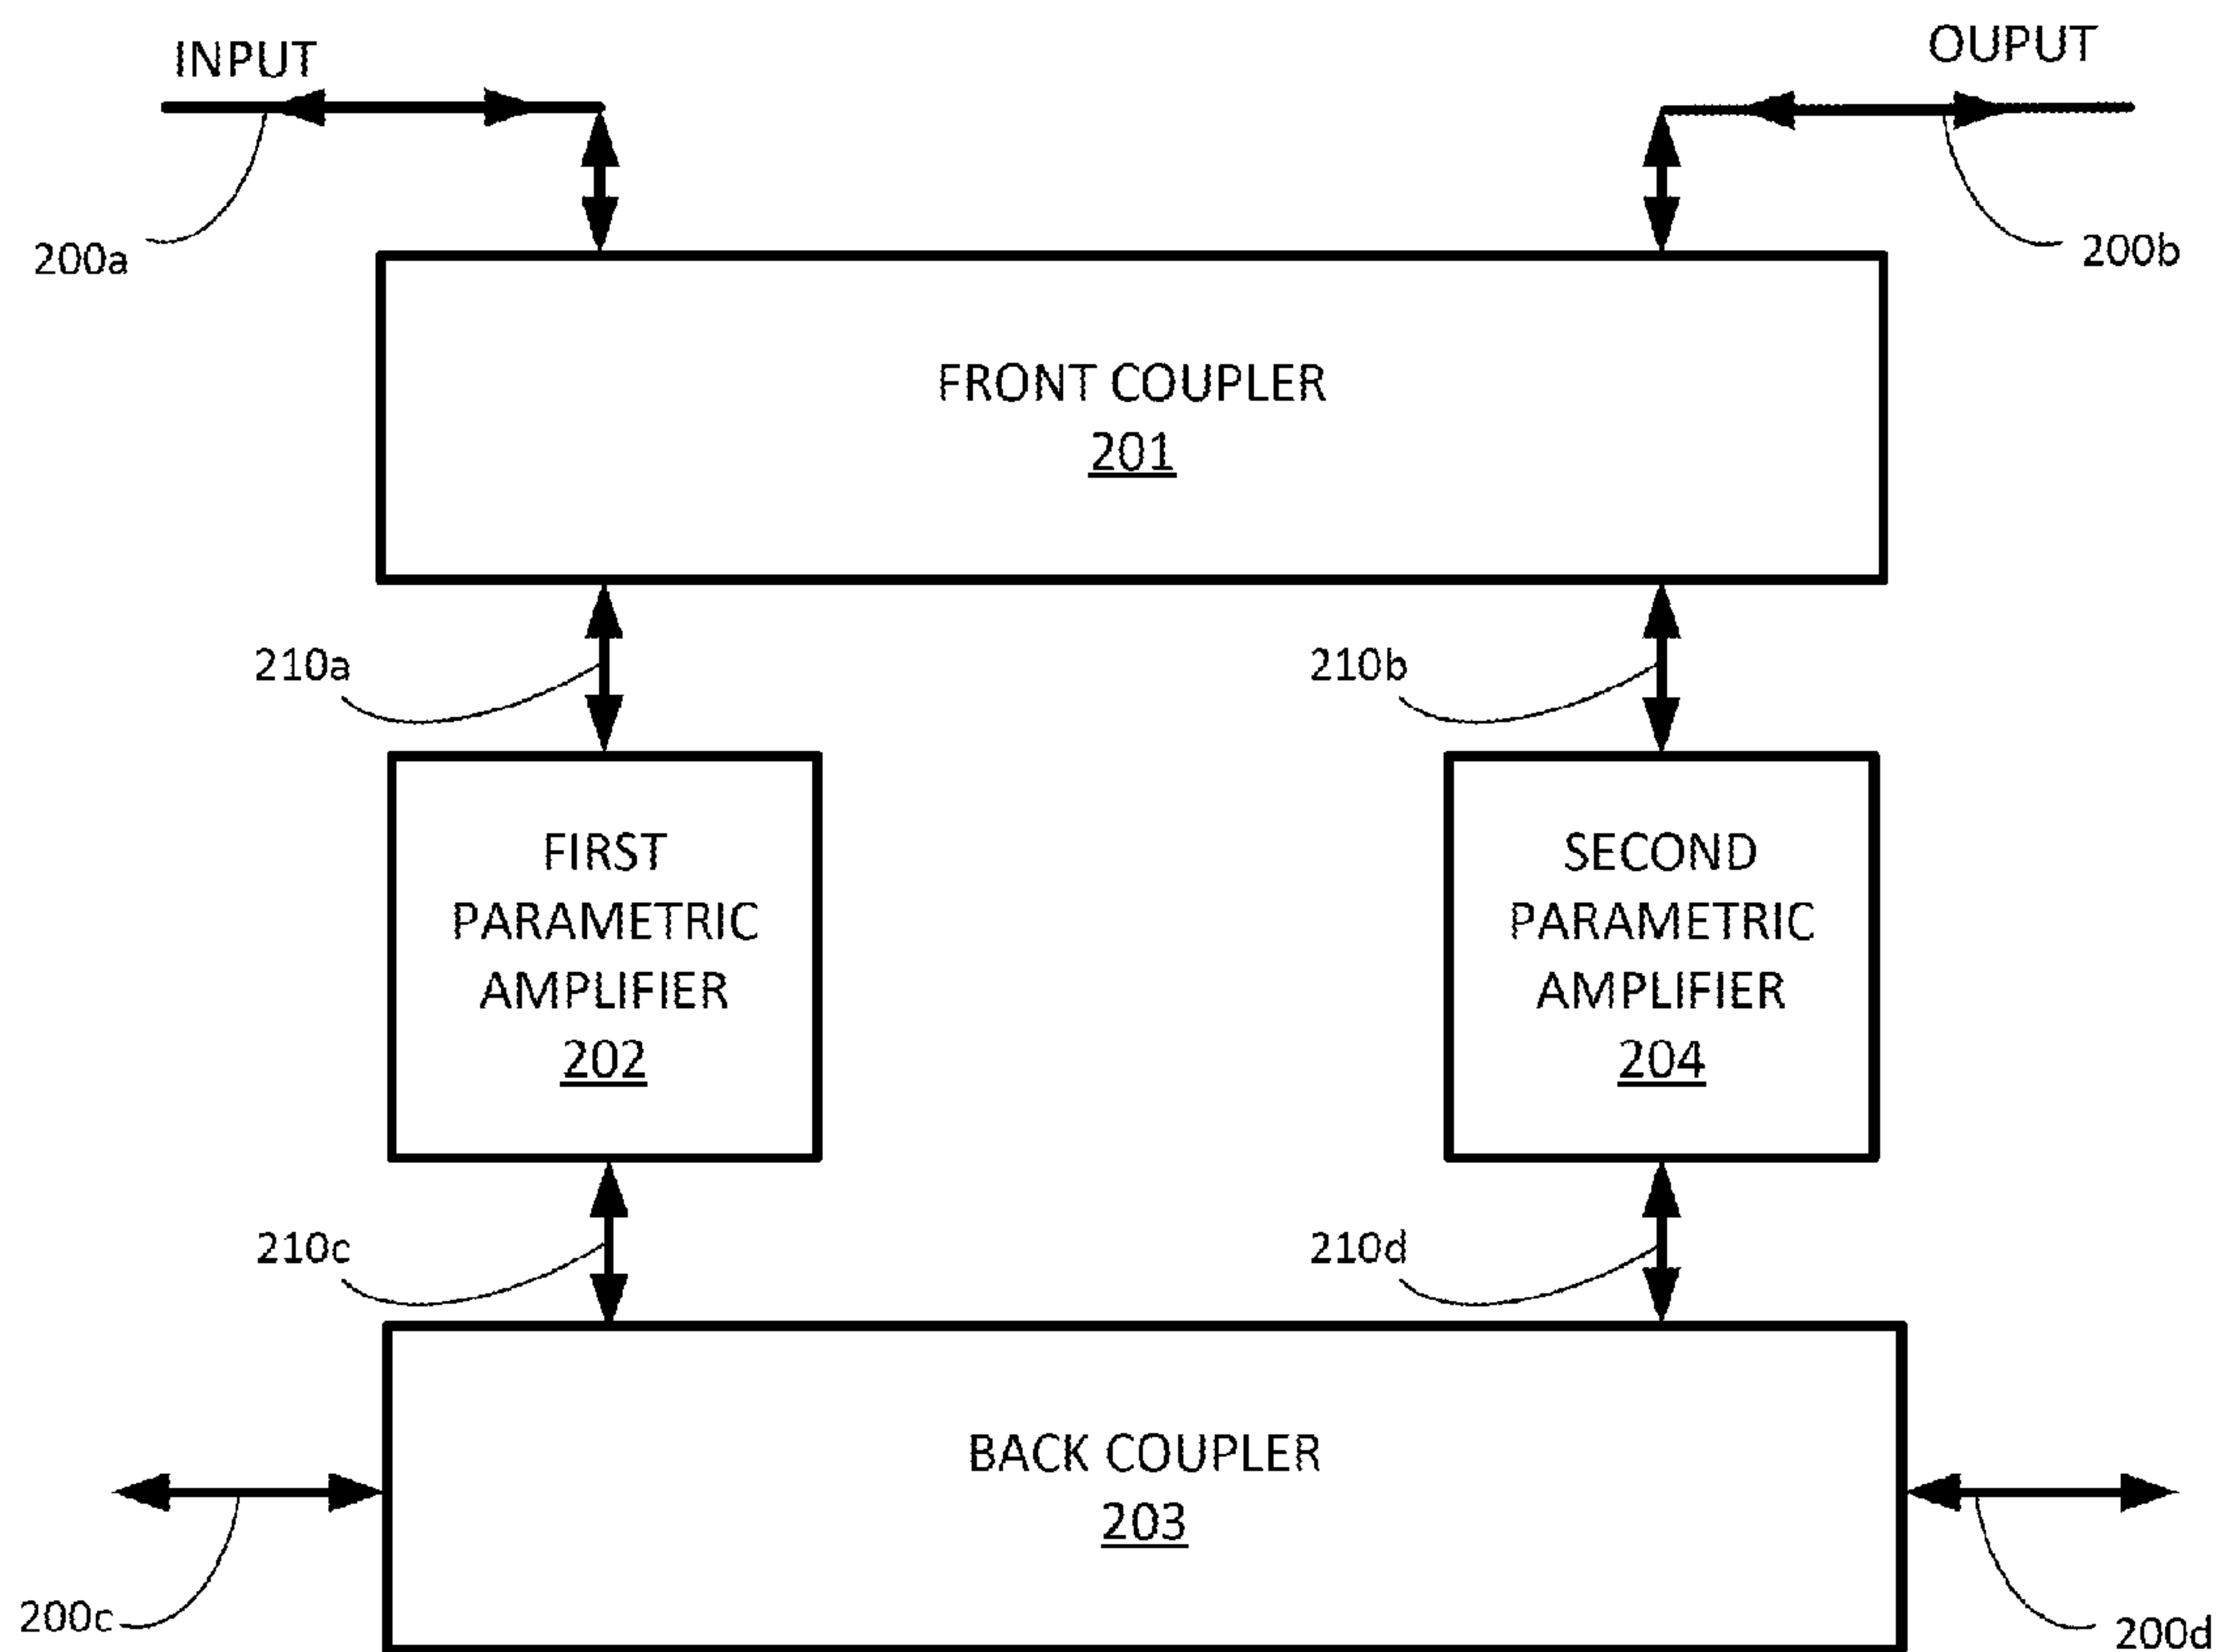 INPUT
OUPUT
200a
200b
FRONT COUPLER
201
210a
210b
FIRST
PARAMETRIC
AMPLIFIER
202
SECOND
PARAMETRIC
AMPLIFIER
204
210c
210d
BACK COUPLER
203
200c
200d